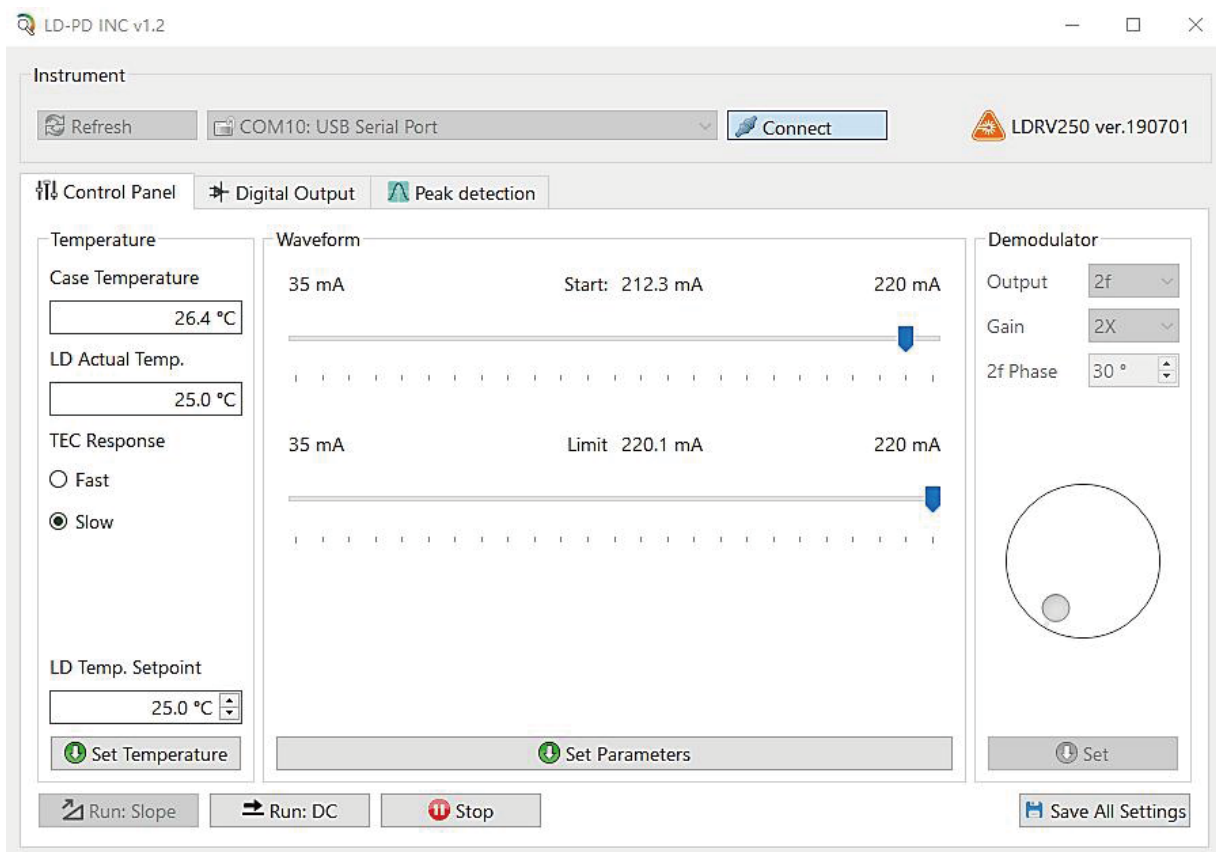 LD-PD INC v1.2
Instrument
Refresh
COM10: USB Serial Port
Connect
LDRV250 ver.190701
Control Panel
Digital Output
Peak detection
Temperature
Case Temperature
26.4 °C
LD Actual Temp.
25.0 °C
TEC Response
Fast
Slow
LD Temp. Setpoint
25.0 °C
Set Temperature
Waveform
35 mA
Start: 212.3 mA
220 mA
35 mA
Limit 220.1 mA
220 mA
Set Parameters
Demodulator
Output
2f
Gain
2X
2f Phase
30 °
Set
Run: Slope
Run: DC
Stop
Save All Settings